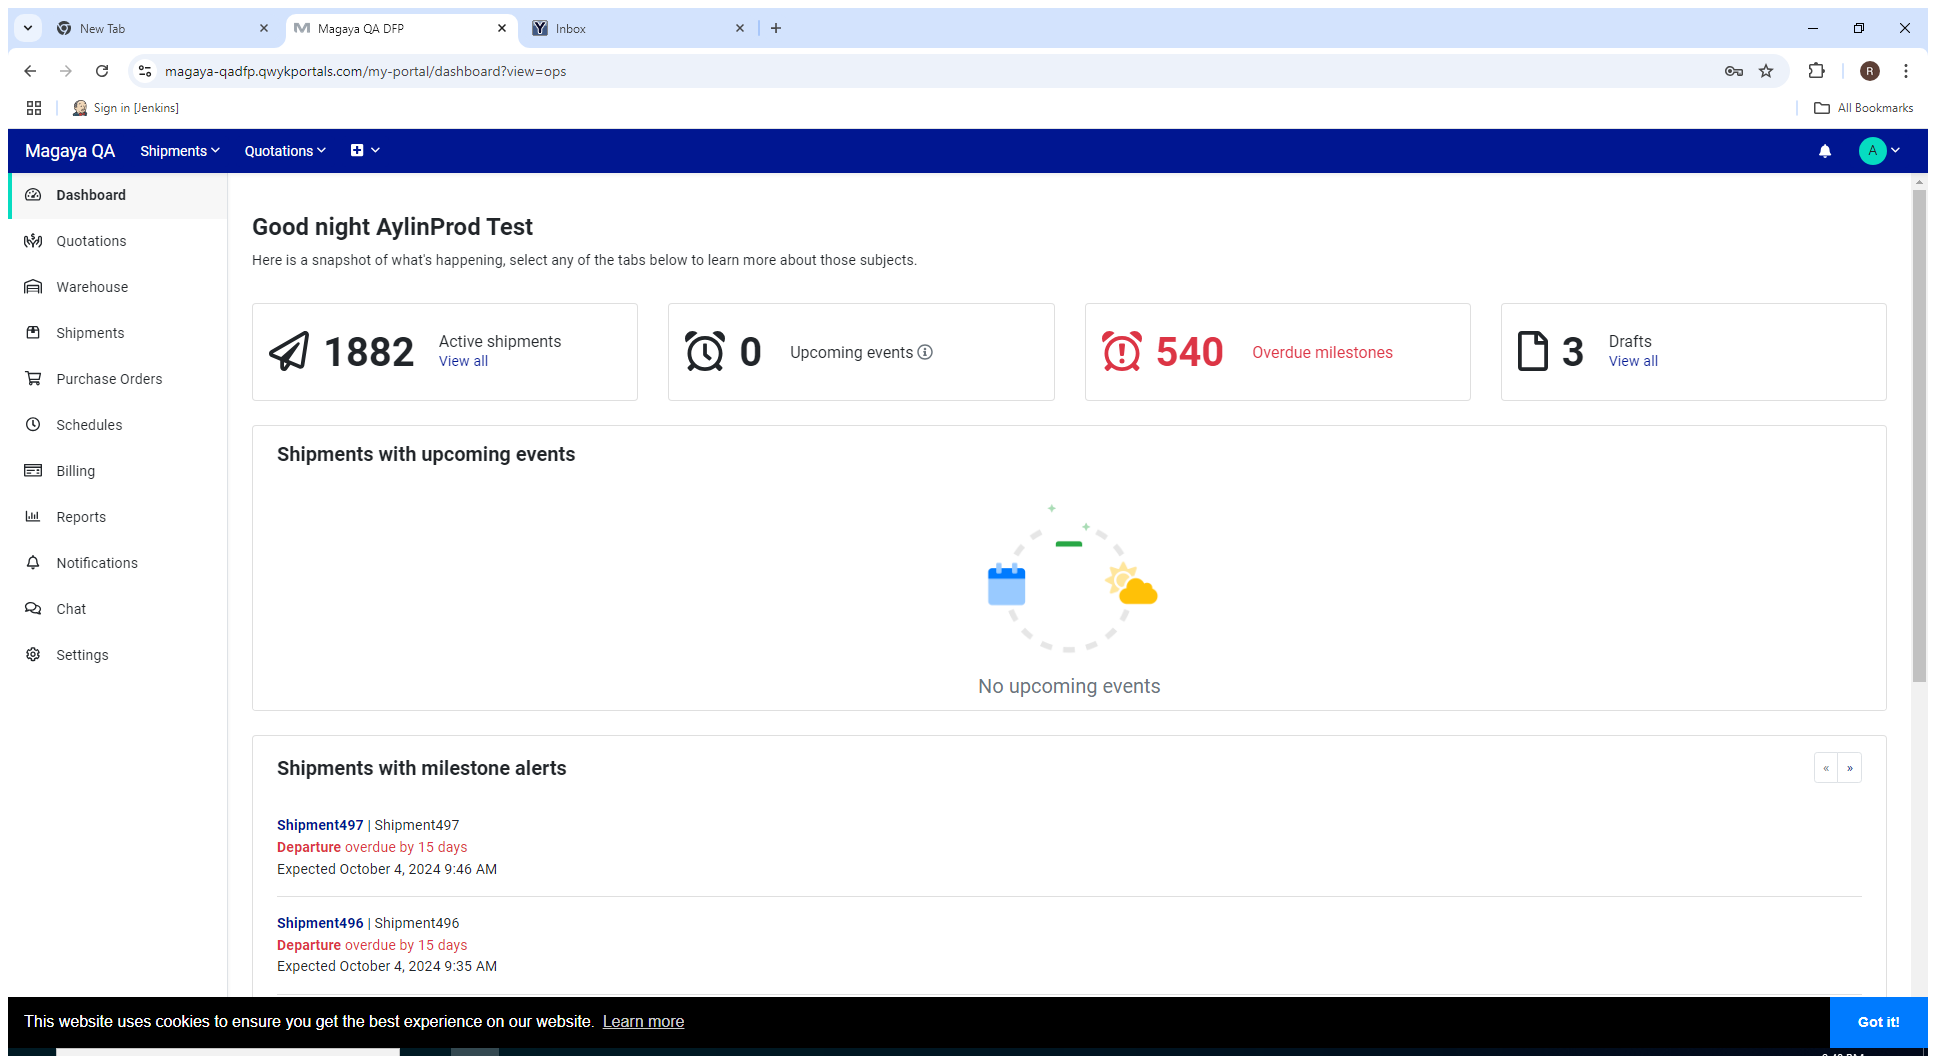 New Tab
Magaya QA DFP
Inbox
magaya-qadfp.qwykportals.com/my-portal/dashboard?view=ops
R
Sign in [Jenkins]
All Bookmarks
Magaya QA
Shipments
Quotations
A
Dashboard
Quotations
Warehouse
Shipments
Purchase Orders
Schedules
Billing
Reports
Notifications
Chat
Settings
Good night AylinProd Test
Here is a snapshot of what's happening, select any of the tabs below to learn more about those subjects.
1882
Active shipments
View all
0
Upcoming events
540
Overdue milestones
3
Drafts
View all
Shipments with upcoming events
No upcoming events
Shipments with milestone alerts
« »
Shipment497 | Shipment497
Departure overdue by 15 days
Expected October 4, 2024 9:46 AM
Shipment496 | Shipment496
Departure overdue by 15 days
Expected October 4, 2024 9:35 AM
This website uses cookies to ensure you get the best experience on our website. Learn more
Got it!